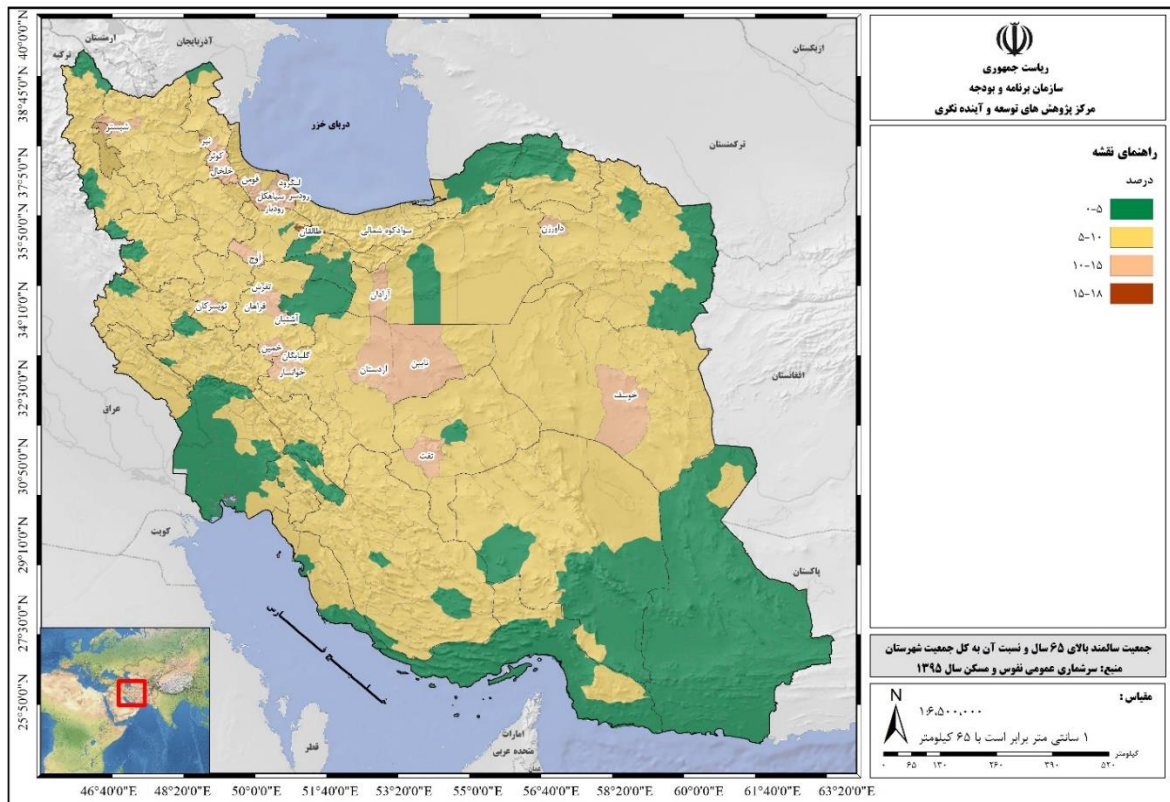 ریاست جمهوری
سازمان برنامه و بودجه
مرکز پژوهش های توسعه و آینده نگری
راهنمای نقشه
درصد
۰-۵
۵-۱۰
۱۰-۱۵
۱۵-۱۸
جمعیت سالمند بالای ۶۵ سال و نسبت آن به کل جمعیت شهرستان
منبع: سرشماری عمومی نفوس و مسکن سال ۱۳۹۵
مقیاس :
N
۱:۶،۵۰۰،۰۰۰
۱ سانتی متر برابر است با ۶۵ کیلومتر
کیلومتر
۰ ۶۵ ۱۳۰ ۲۶۰ ۳۹۰ ۵۲۰
ارمنستان
آذربایجان
ترکیه
ازبکستان
ترکمنستان
دریای خزر
شبستر
نیر
کوثر
خلخال
فومن
لنگرود
رودسر
سیاهکل
رودبار
طالقان
سوادکوه شمالی
داورزن
آوج
تفرش
فراهان
آشتیان
تویسرکان
آرادان
خمین
گلپایگان
خوانسار
اردستان
نایین
خوسف
تفت
افغانستان
عراق
کویت
پاکستان
خلیج فارس
قطر
امارات
متحده عربی
عمان
40°0'0"N
38°45'0"N
37°5'0"N
35°50'0"N
34°10'0"N
32°30'0"N
30°50'0"N
29°10'0"N
27°30'0"N
25°50'0"N
46°40'0"E
48°20'0"E
50°0'0"E
51°40'0"E
53°20'0"E
55°0'0"E
56°40'0"E
58°20'0"E
60°0'0"E
61°40'0"E
63°20'0"E